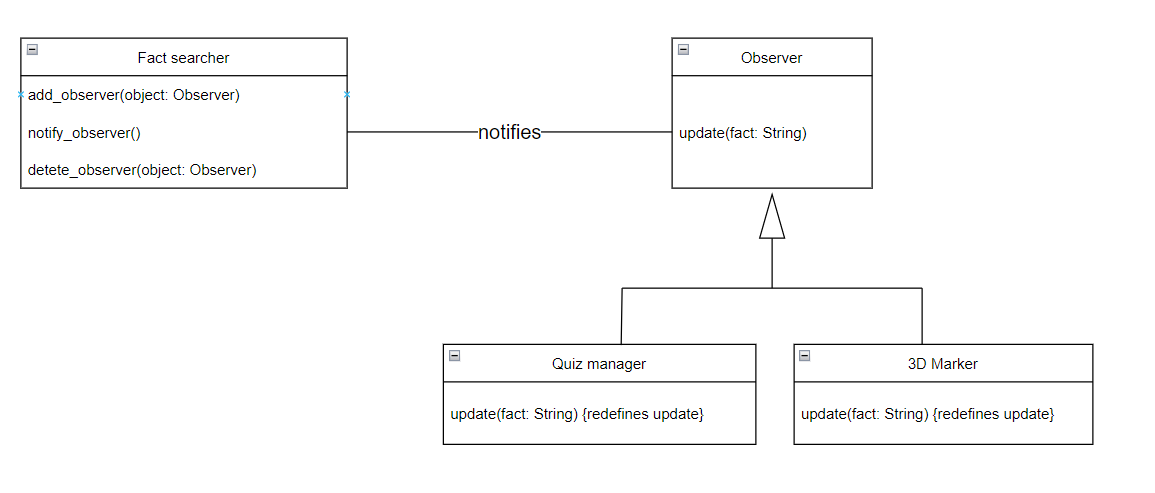 Fact searcher
add_observer(object: Observer)
notify_observer()
detete_observer(object: Observer)
notifies
Observer
update(fact: String)
Quiz manager
update(fact: String) {redefines update}
3D Marker
update(fact: String) {redefines update}